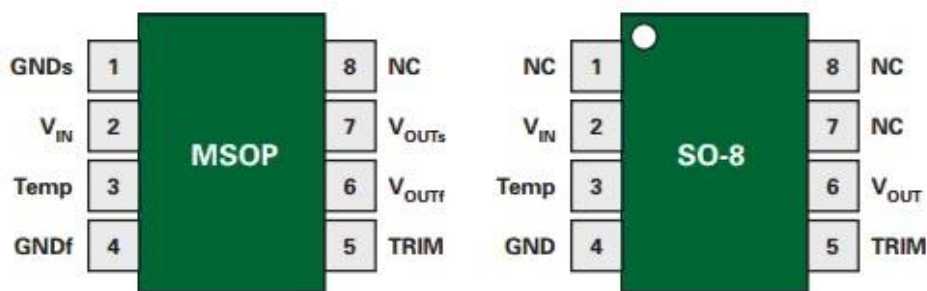 GNDs 1 8 NC
V_IN 2 7 V_OUTs
MSOP
Temp 3 6 V_OUTf
GNDf 4 5 TRIM
NC 1 8 NC
V_IN 2 7 NC
SO-8
Temp 3 6 V_OUT
GND 4 5 TRIM